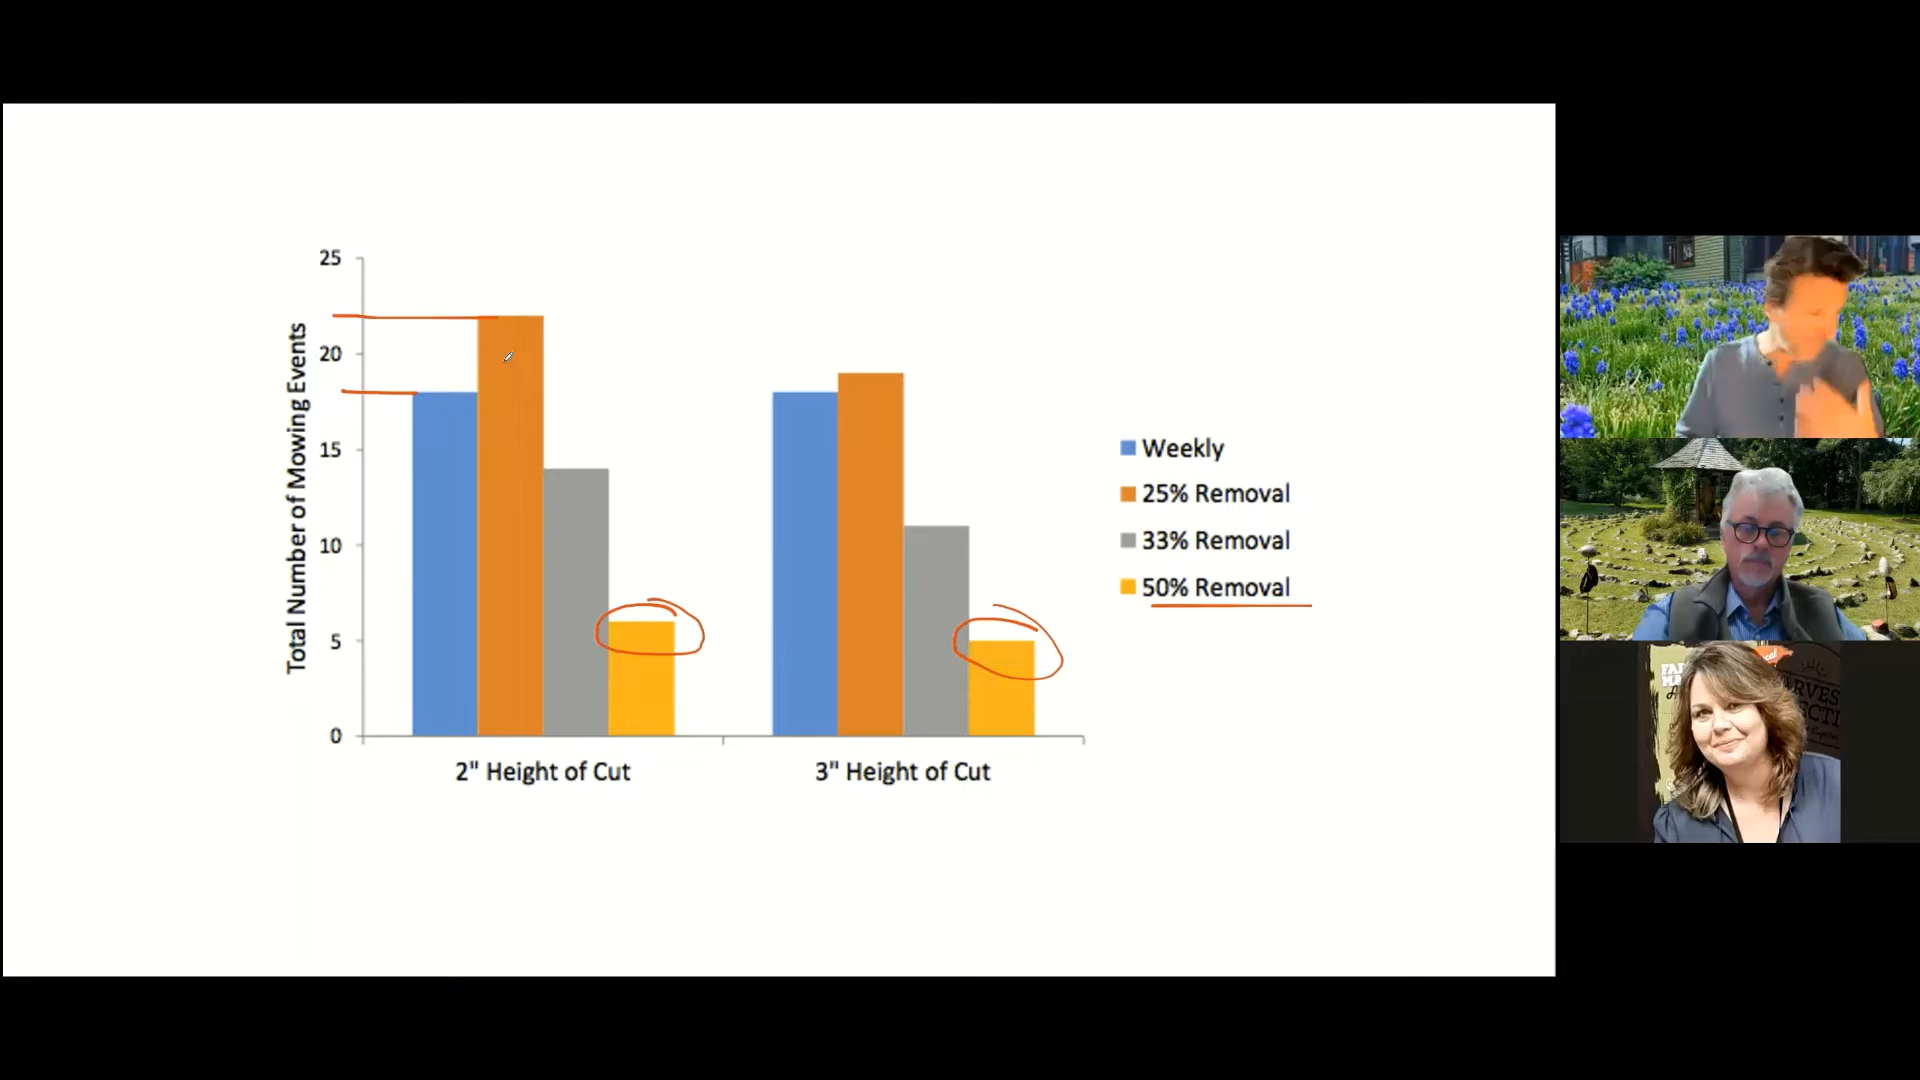 25
20
15
10
5
0
Total Number of Mowing Events
2" Height of Cut
3" Height of Cut
Weekly
25% Removal
33% Removal
50% Removal